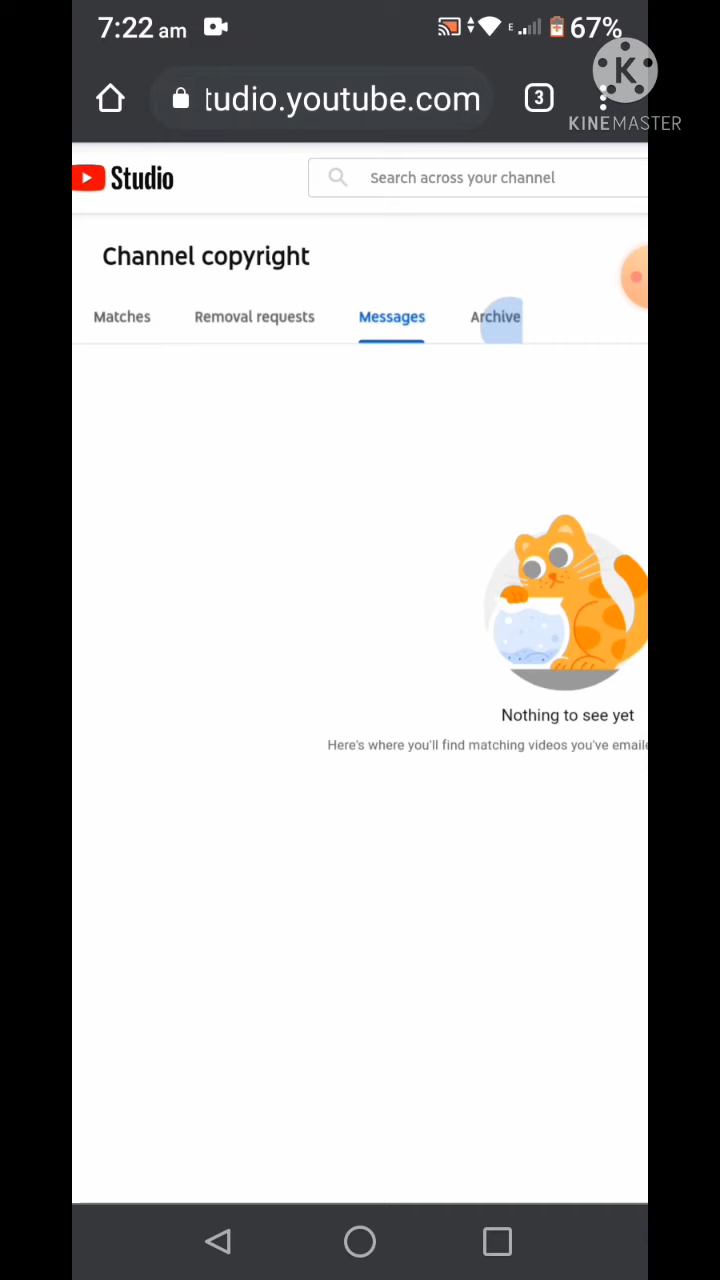 7:22 am E 67%
tudio.youtube.com 3
K
KINEMASTER
Studio Search across your channel
Channel copyright
Matches Removal requests Messages Archive
Nothing to see yet
Here's where you'll find matching videos you've emaile